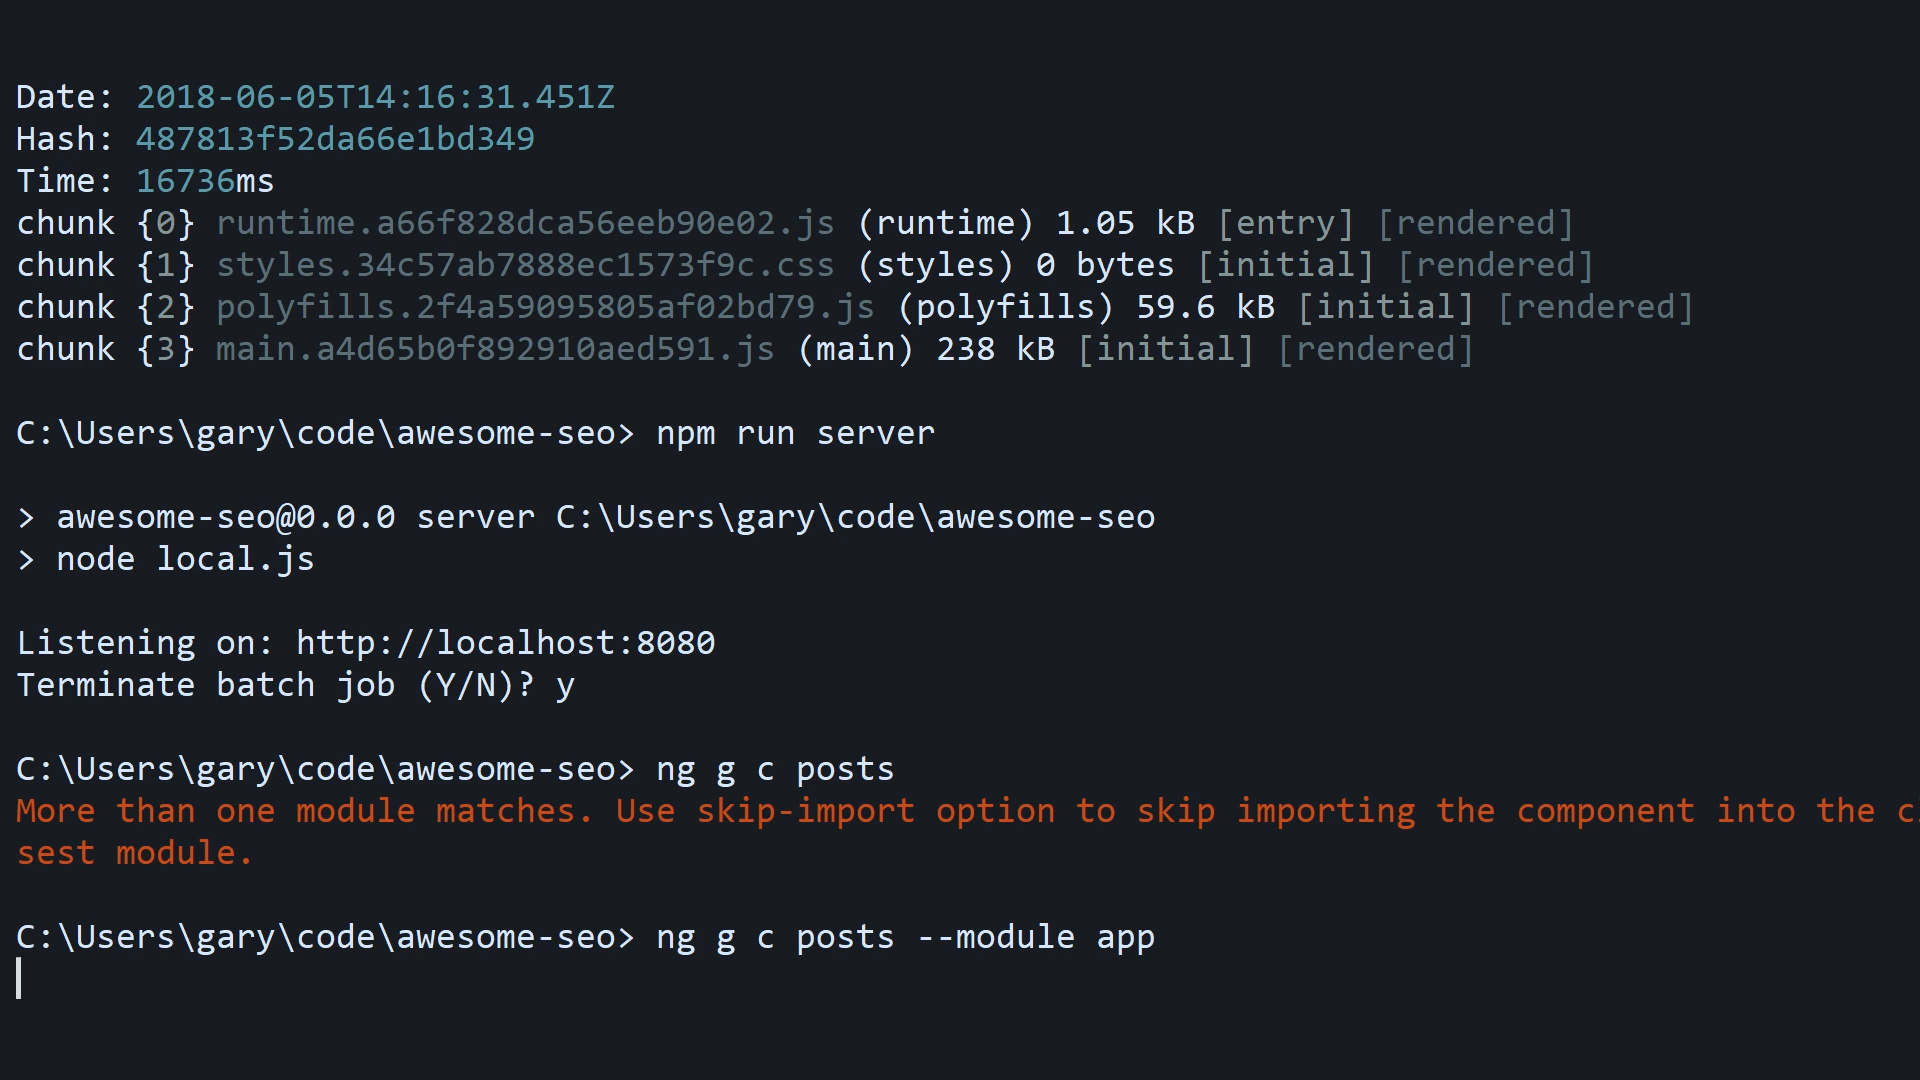 Date: 2018-06-05T14:16:31.451Z
Hash: 487813f52da66e1bd349
Time: 16736ms
chunk {0} runtime.a66f828dca56eeb90e02.js (runtime) 1.05 kB [entry] [rendered]
chunk {1} styles.34c57ab7888ec1573f9c.css (styles) 0 bytes [initial] [rendered]
chunk {2} polyfills.2f4a59095805af02bd79.js (polyfills) 59.6 kB [initial] [rendered]
chunk {3} main.a4d65b0f892910aed591.js (main) 238 kB [initial] [rendered]
C:\Users\gary\code\awesome-seo> npm run server
> awesome-seo@0.0.0 server C:\Users\gary\code\awesome-seo
> node local.js
Listening on: http://localhost:8080
Terminate batch job (Y/N)? y
C:\Users\gary\code\awesome-seo> ng g c posts
More than one module matches. Use skip-import option to skip importing the component into the
sest module.
C:\Users\gary\code\awesome-seo> ng g c posts --module app